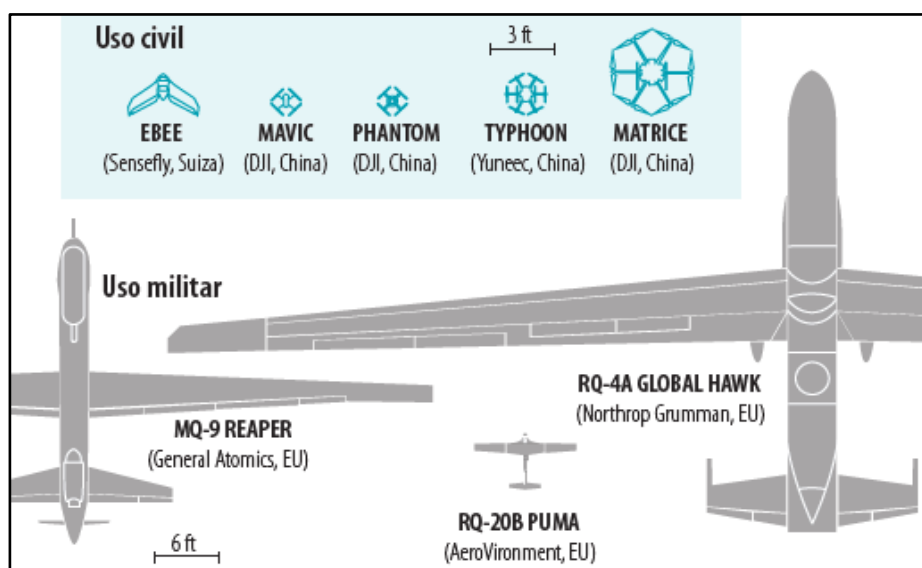 Uso civil
3 ft
EBEE
(Sensefly, Suiza)
MAVIC
(DJI, China)
PHANTOM
(DJI, China)
TYPHOON
(Yuneec, China)
MATRICE
(DJI, China)
Uso militar
RQ-4A GLOBAL HAWK
(Northrop Grumman, EU)
MQ-9 REAPER
(General Atomics, EU)
RQ-20B PUMA
(AeroVironment, EU)
6 ft